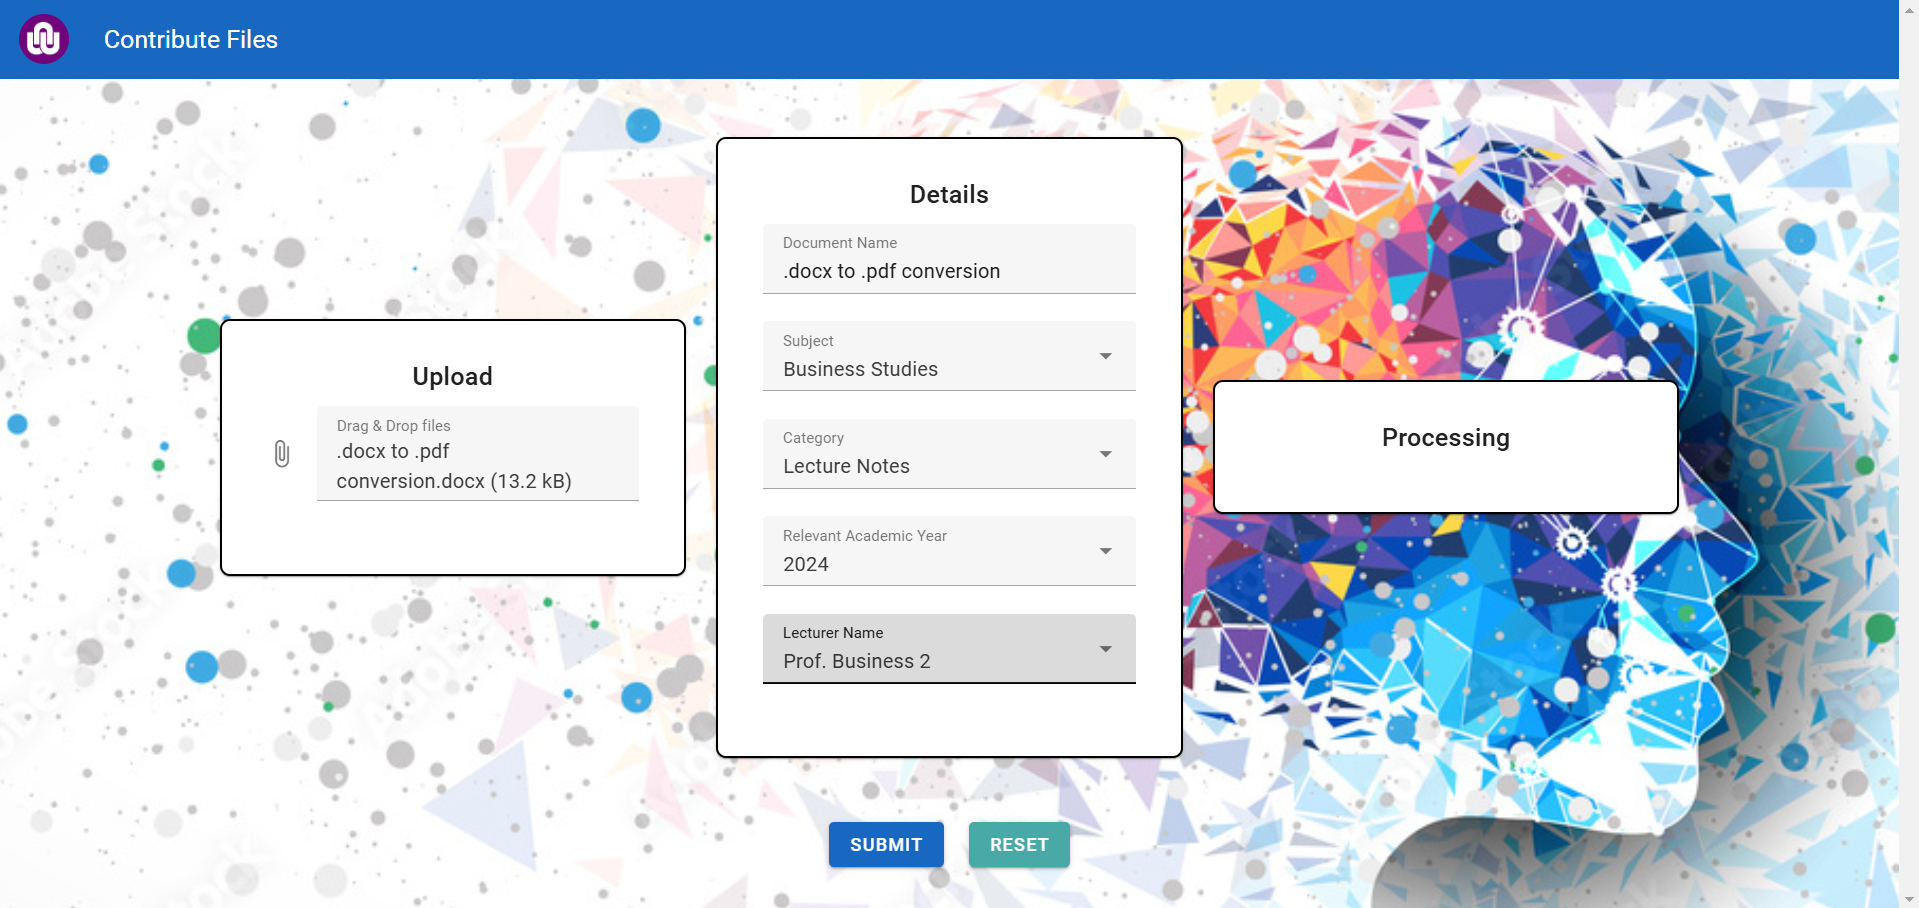 Contribute Files
Upload
Drag & Drop files
.docx to .pdf
conversion.docx (13.2 kB)
Details
Document Name
.docx to .pdf conversion
Subject
Business Studies
Category
Lecture Notes
Relevant Academic Year
2024
Lecturer Name
Prof. Business 2
Processing
SUBMIT
RESET